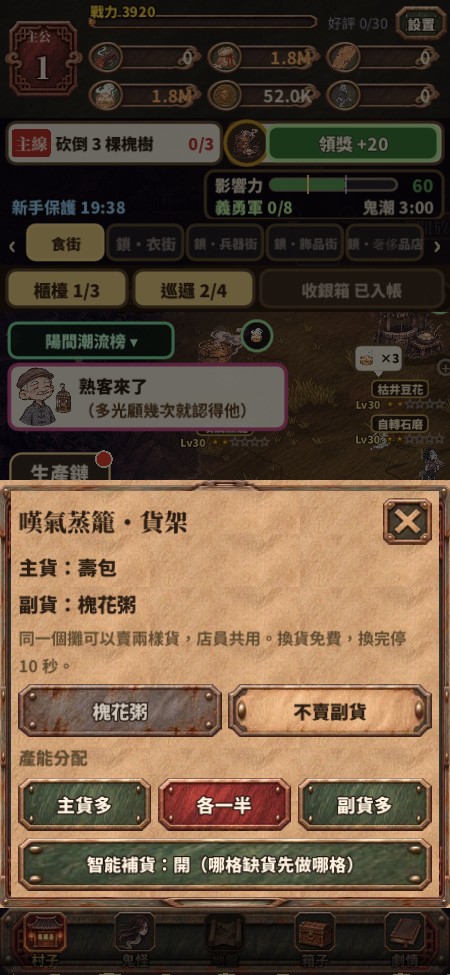 戰力.3920
好評 0/30
設置
主公
1
0
1.8M
0
1.8M
52.0K
0
主線 砍倒 3 棵槐樹 0/3
領獎 +20
影響力 60
新手保護 19:38
義勇軍 0/8
鬼潮 3:00
‹ 食街 鎖・衣街 鎖・兵器街 鎖・飾品街 鎖・奢侈品店 ›
櫃檯 1/3
巡邏 2/4
收銀箱 已入帳
陽間潮流榜 ▾
×3
枯井豆花
Lv30
熟客來了
（多光顧幾次就認得他）
自轉石磨
Lv30
Lv30
生產鏈
嘆氣蒸籠・貨架
主貨：壽包
副貨：槐花粥
同一個攤可以賣兩樣貨，店員共用。換貨免費，換完停
10 秒。
槐花粥
不賣副貨
產能分配
主貨多
各一半
副貨多
智能補貨：開（哪格缺貨先做哪格）
村子
鬼怪
箱子
劇情